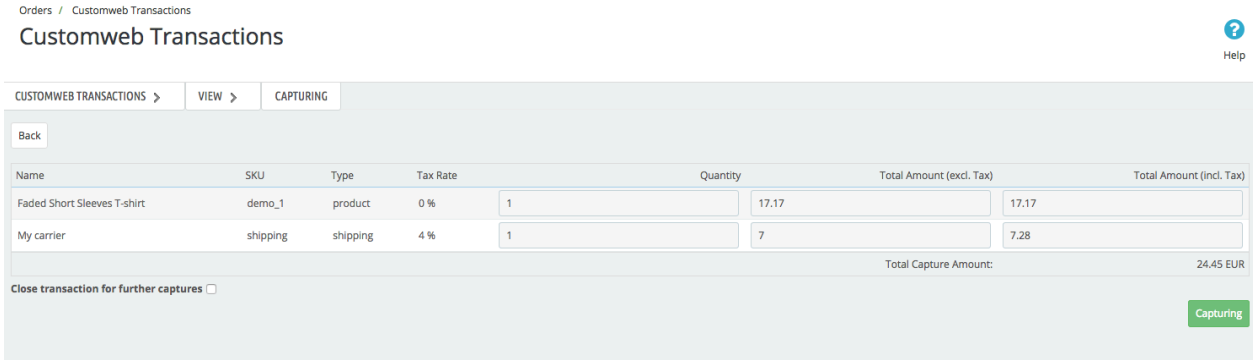 Orders / Customweb Transactions
Customweb Transactions
Help
CUSTOMWEB TRANSACTIONS > VIEW > CAPTURING
Back
Name SKU Type Tax Rate Quantity Total Amount (excl. Tax) Total Amount (incl. Tax)
Faded Short Sleeves T-shirt demo_1 product 0 % 1 17.17 17.17
My carrier shipping shipping 4 % 1 7 7.28
Total Capture Amount: 24.45 EUR
Close transaction for further captures
Capturing